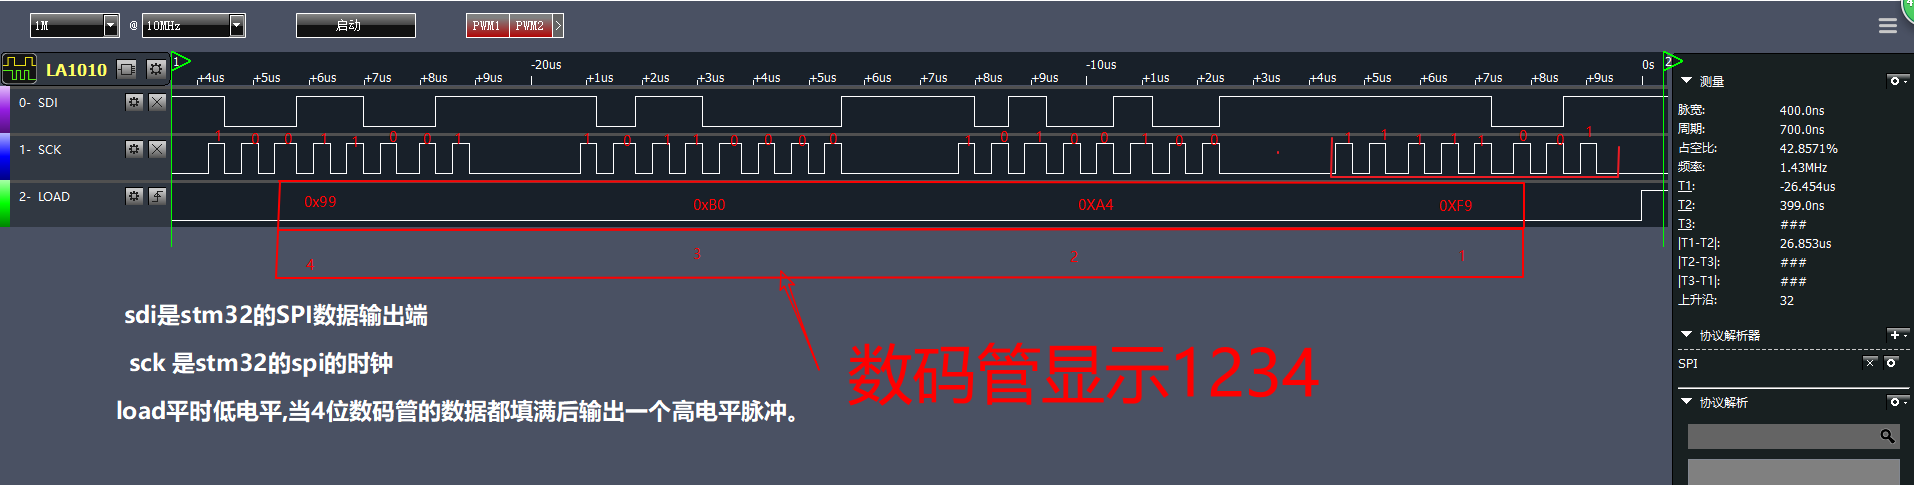 1M @ 10MHz 启动 PWM1 PWM2 >
LA1010
1 2
+4us +5us +6us +7us +8us +9us -20us +1us +2us +3us +4us +5us +6us +7us +8us +9us -10us +1us +2us +3us +4us +5us +6us +7us +8us +9us 0s
0- SDI
1 0 0 1 1 0 0 1 1 0 1 1 0 0 0 0 1 0 1 0 0 1 0 0 1 1 1 1 1 0 0 1
1- SCK
2- LOAD
0x99 0xB0 0XA4 0XF9
4 3 2 1
sdi是stm32的SPI数据输出端
sck 是stm32的spi的时钟
load平时低电平,当4位数码管的数据都填满后输出一个高电平脉冲。
数码管显示1234
测量
脉宽: 400.0ns
周期: 700.0ns
占空比: 42.8571%
频率: 1.43MHz
T1: -26.454us
T2: 399.0ns
T3: ###
|T1-T2|: 26.853us
|T2-T3|: ###
|T3-T1|: ###
上升沿: 32
协议解析器
SPI
协议解析